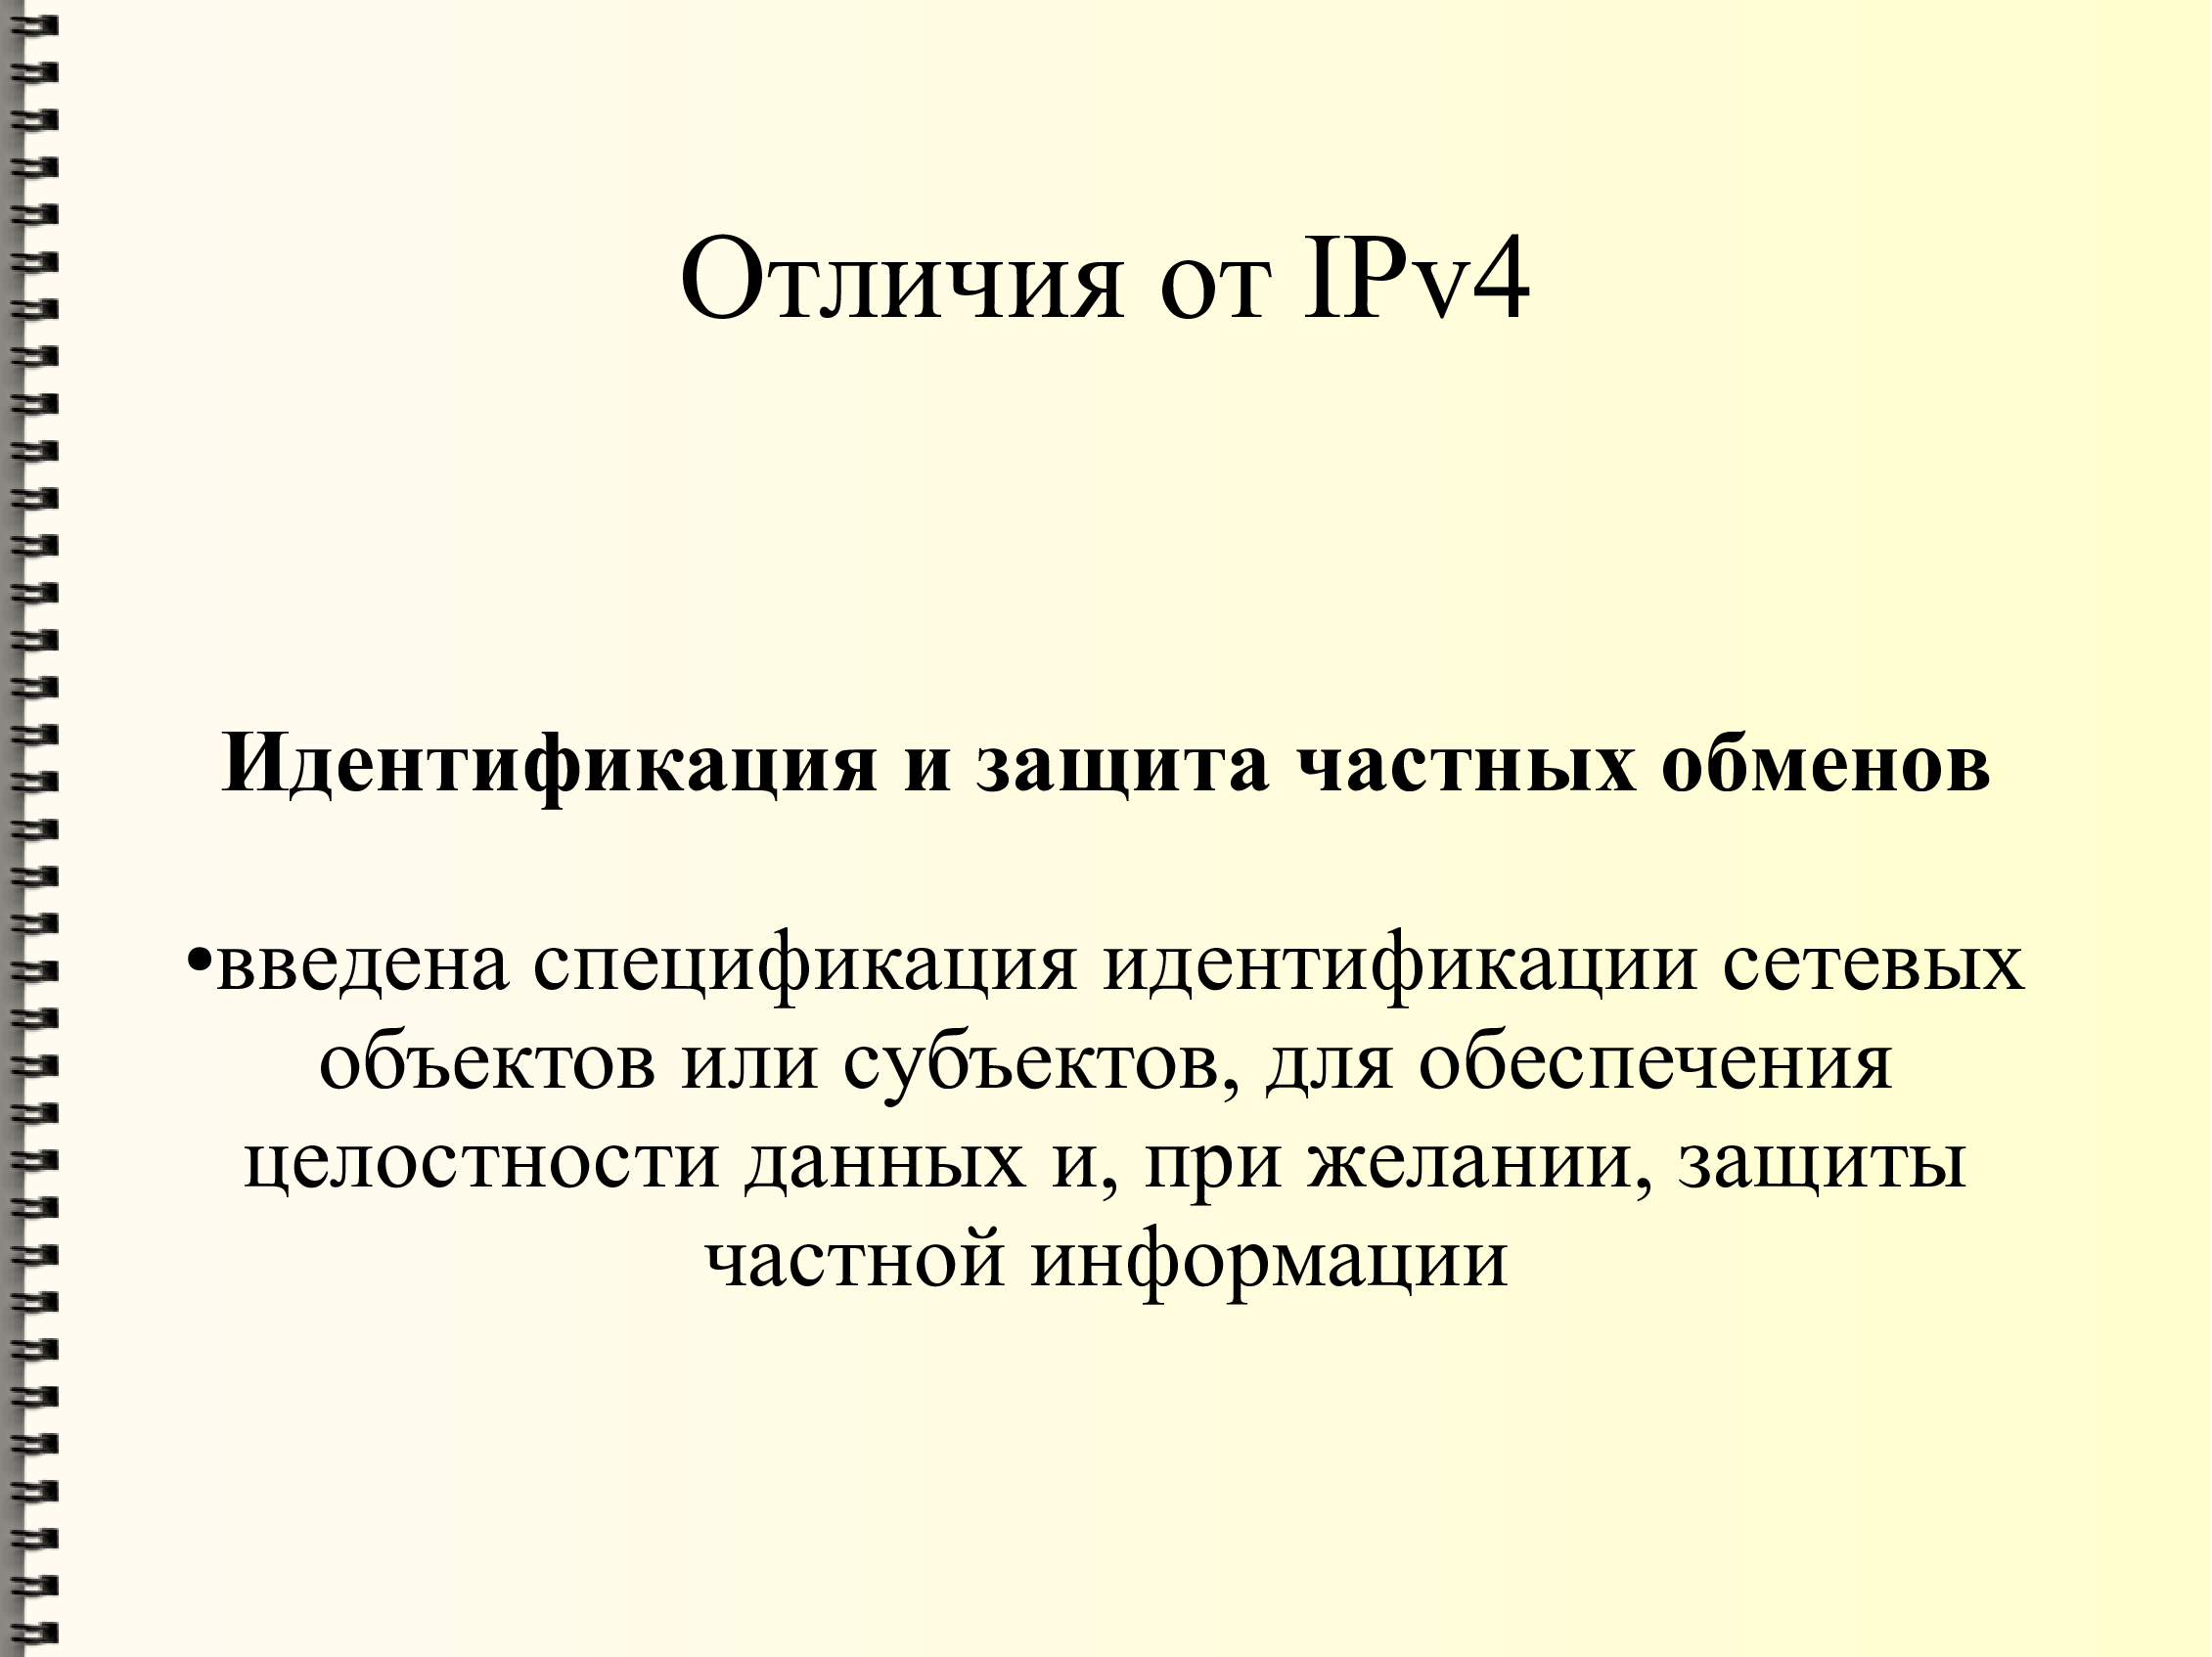 Отличия от IPv4
Идентификация и защита частных обменов
•введена спецификация идентификации сетевых
объектов или субъектов, для обеспечения
целостности данных и, при желании, защиты
частной информации